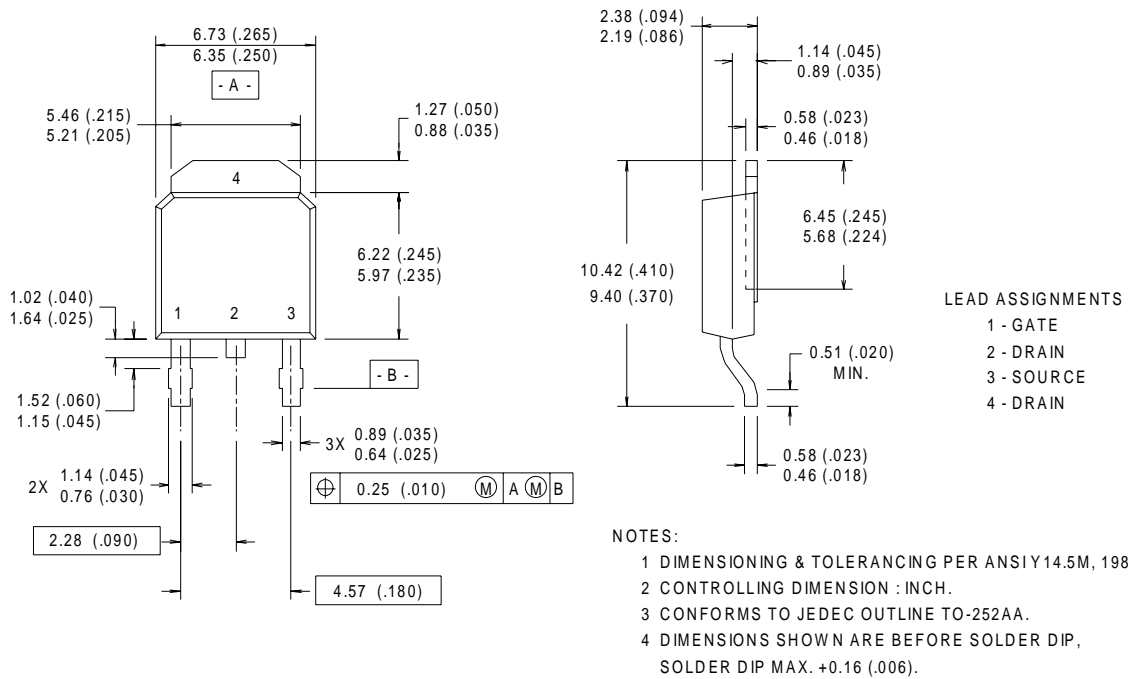 6.73 (.265)
6.35 (.250)
- A -
5.46 (.215)
5.21 (.205)
1.27 (.050)
0.88 (.035)
4
6.22 (.245)
5.97 (.235)
1.02 (.040)
1.64 (.025)
1 2 3
- B -
1.52 (.060)
1.15 (.045)
3X 0.89 (.035)
0.64 (.025)
2X 1.14 (.045)
0.76 (.030)
⌖ 0.25 (.010) Ⓜ A Ⓜ B
2.28 (.090)
4.57 (.180)
2.38 (.094)
2.19 (.086)
1.14 (.045)
0.89 (.035)
0.58 (.023)
0.46 (.018)
6.45 (.245)
5.68 (.224)
10.42 (.410)
9.40 (.370)
0.51 (.020)
MIN.
0.58 (.023)
0.46 (.018)
LEAD ASSIGNMENTS
1 - GATE
2 - DRAIN
3 - SOURCE
4 - DRAIN
NOTES:
1 DIMENSIONING & TOLERANCING PER ANSI Y14.5M, 198
2 CONTROLLING DIMENSION : INCH.
3 CONFORMS TO JEDEC OUTLINE TO-252AA.
4 DIMENSIONS SHOWN ARE BEFORE SOLDER DIP,
SOLDER DIP MAX. +0.16 (.006).